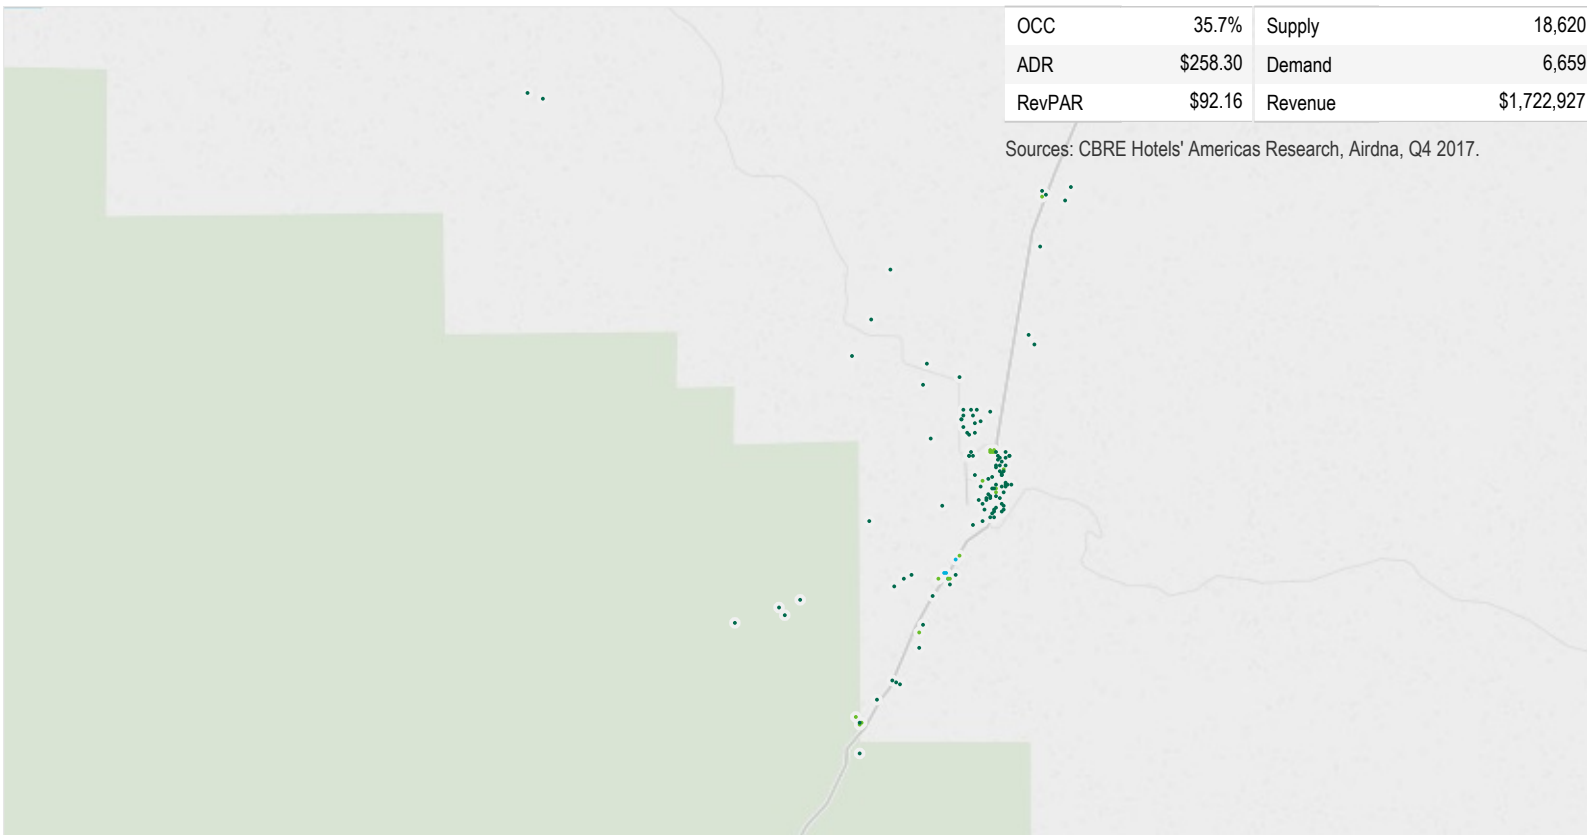 OCC 35.7% Supply 18,620
ADR $258.30 Demand 6,659
RevPAR $92.16 Revenue $1,722,927
Sources: CBRE Hotels' Americas Research, Airdna, Q4 2017.